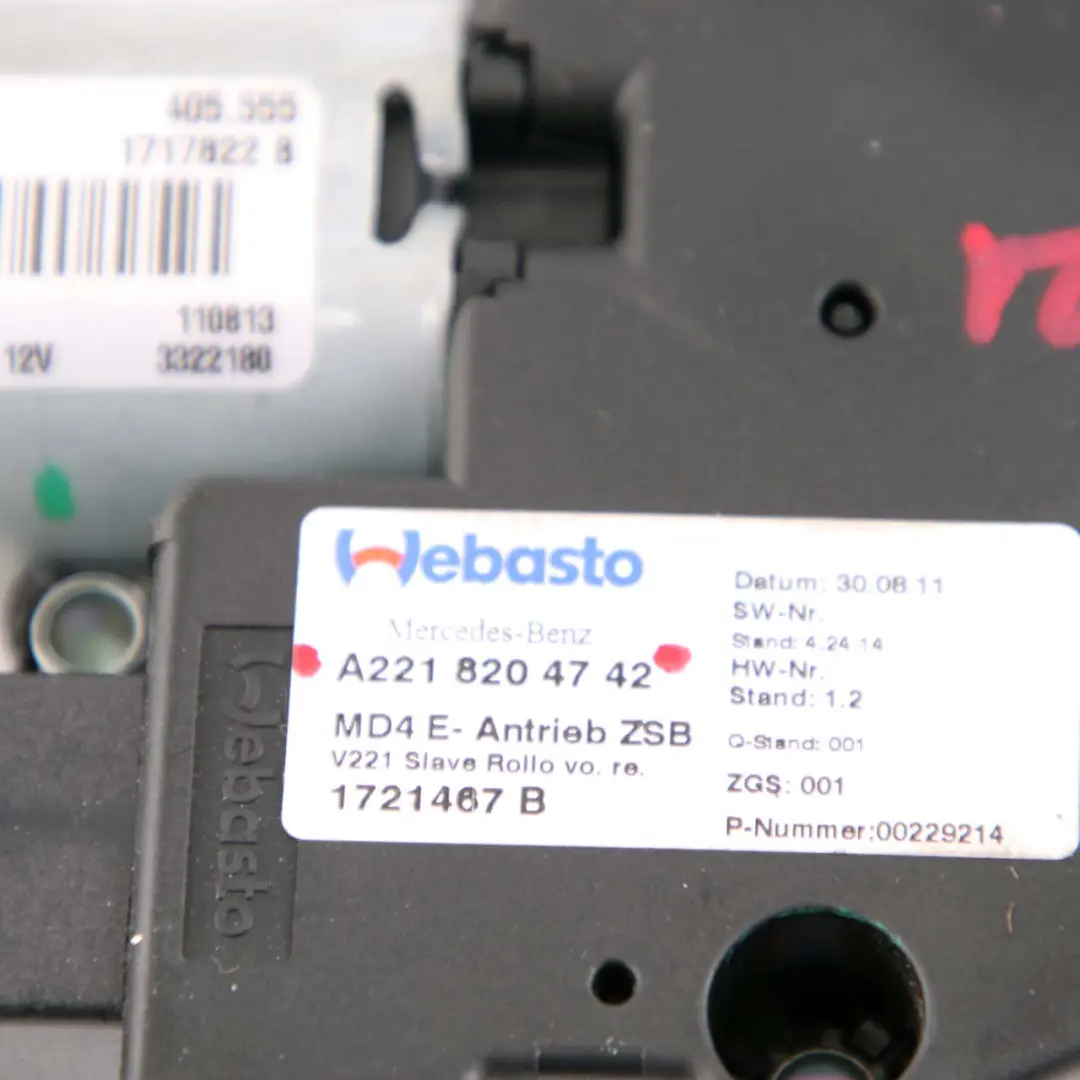 405.555
1717822 B
110813
12V 3322180
Webasto
Mercedes-Benz
A221 820 47 42
MD4 E- Antrieb ZSB
V221 Slave Rollo vo. re.
1721467 B
Datum: 30.08.11
SW-Nr.
Stand: 4.24.14
HW-Nr.
Stand: 1.2
Q-Stand: 001
ZGS: 001
P-Nummer:00229214
Webasto